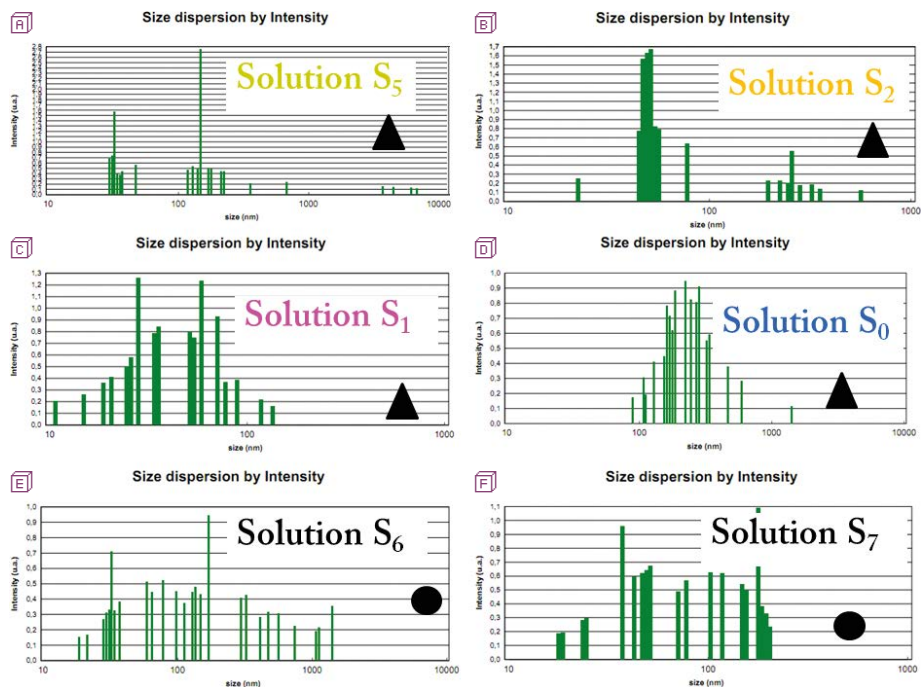 A
Size dispersion by Intensity
Intensity (u.a.)
Solution S₅
10
100
1000
10000
size (nm)
B
Size dispersion by Intensity
Intensity (u.a.)
1,7
1,6
1,5
1,4
1,3
1,2
1,1
1,0
0,9
0,8
0,7
0,6
0,5
0,4
0,3
0,2
0,1
0,0
Solution S₂
10
100
1000
size (nm)
C
Size dispersion by Intensity
Intensity (u.a.)
1,3
1,2
1,1
1,0
0,9
0,8
0,7
0,6
0,5
0,4
0,3
0,2
0,1
0,0
Solution S₁
10
100
1000
size (nm)
D
Size dispersion by Intensity
Intensity (u.a.)
1,0
0,9
0,8
0,7
0,6
0,5
0,4
0,3
0,2
0,1
0,0
Solution S₀
10
100
1000
10000
size (nm)
E
Size dispersion by Intensity
Intensity (u.a.)
1,0
0,9
0,8
0,7
0,6
0,5
0,4
0,3
0,2
0,1
0,0
Solution S₆
10
100
1000
10000
size (nm)
F
Size dispersion by Intensity
Intensity (u.a.)
1,1
1,0
0,9
0,8
0,7
0,6
0,5
0,4
0,3
0,2
0,1
0,0
Solution S₇
10
100
1000
size (nm)